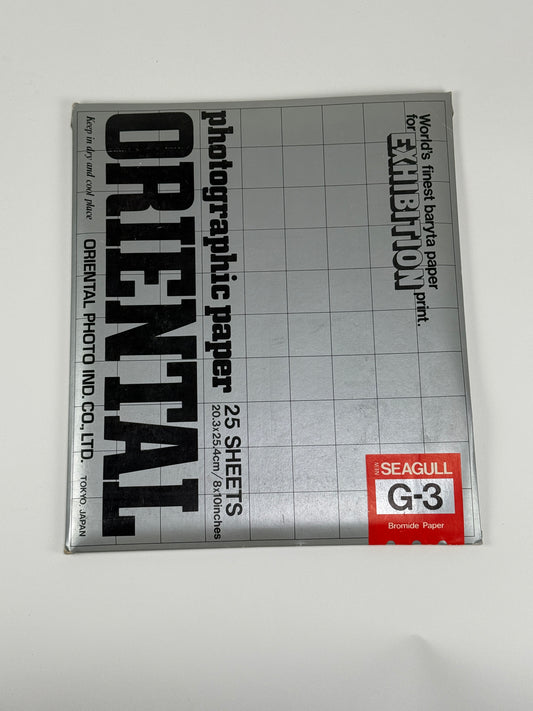 World's finest baryta paper
for EXHIBITION print.
photographic paper
25 SHEETS
20.3x25.4cm/8x10inches
ORIENTAL
Keep in dry and cool place
ORIENTAL PHOTO IND. CO., LTD. TOKYO, JAPAN
SEAGULL
G-3
Bromide Paper